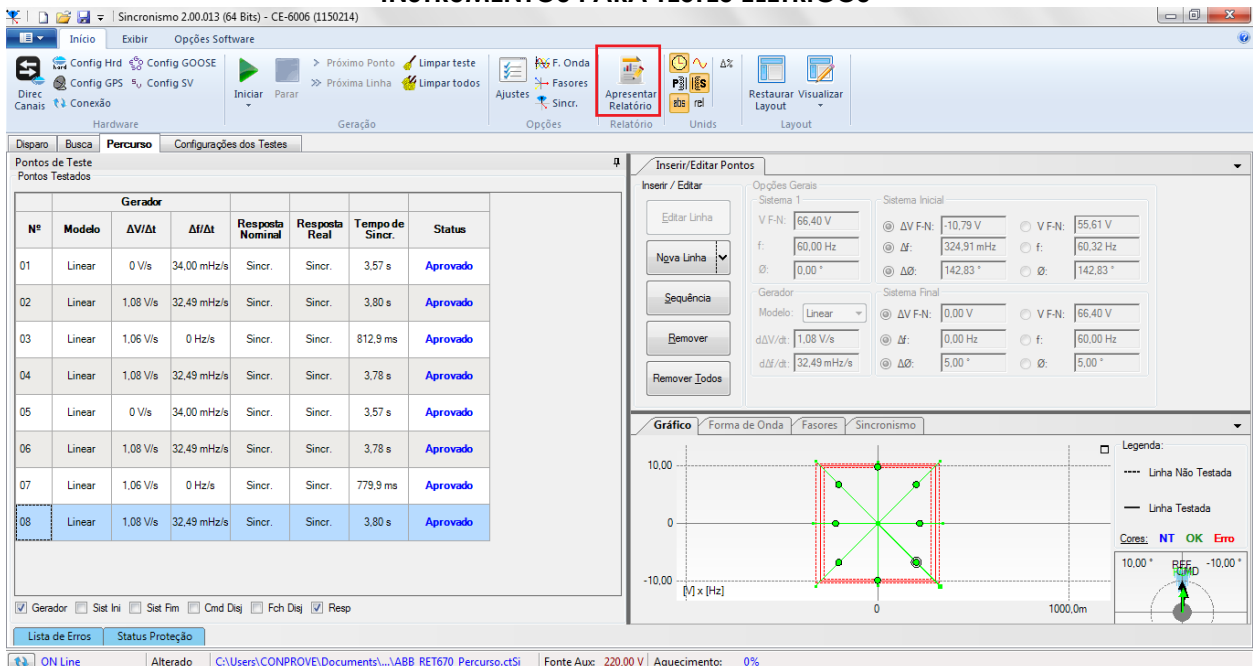 INSTRUMENTOS PARA TESTES ELÉTRICOS
Sincronismo 2.00.013 (64 Bits) - CE-6006 (1150214)
Início Exibir Opções Software
Direc Canais
Config Hrd
Config GOOSE
Config GPS
Config SV
Conexão
Hardware
Iniciar
Parar
Próximo Ponto
Limpar teste
Próxima Linha
Limpar todos
Geração
Ajustes
F. Onda
Fasores
Sincr.
Opções
Apresentar Relatório
Relatório
Δ%
abs rel
Unids
Restaurar Layout
Visualizar
Layout
Disparo Busca Percurso Configurações dos Testes
Pontos de Teste
Pontos Testados
Gerador
Nº Modelo ΔV/Δt Δf/Δt Resposta Nominal Resposta Real Tempo de Sincr. Status
01 Linear 0 V/s 34,00 mHz/s Sincr. Sincr. 3,57 s Aprovado
02 Linear 1,08 V/s 32,49 mHz/s Sincr. Sincr. 3,80 s Aprovado
03 Linear 1,06 V/s 0 Hz/s Sincr. Sincr. 812,9 ms Aprovado
04 Linear 1,08 V/s 32,49 mHz/s Sincr. Sincr. 3,78 s Aprovado
05 Linear 0 V/s 34,00 mHz/s Sincr. Sincr. 3,57 s Aprovado
06 Linear 1,08 V/s 32,49 mHz/s Sincr. Sincr. 3,78 s Aprovado
07 Linear 1,06 V/s 0 Hz/s Sincr. Sincr. 779,9 ms Aprovado
08 Linear 1,08 V/s 32,49 mHz/s Sincr. Sincr. 3,80 s Aprovado
Gerador Sist Ini Sist Fim Cmd Disj Fch Disj Resp
Inserir/Editar Pontos
Inserir / Editar
Editar Linha
Nova Linha
Sequência
Remover
Remover Todos
Opções Gerais
Sistema 1
V F-N: 66,40 V
f: 60,00 Hz
Ø: 0,00 °
Sistema Inicial
ΔV F-N: -10,79 V V F-N: 55,61 V
Δf: 324,91 mHz f: 60,32 Hz
ΔØ: 142,83 ° Ø: 142,83 °
Gerador
Modelo: Linear
dΔV/dt: 1,08 V/s
dΔf/dt: 32,49 mHz/s
Sistema Final
ΔV F-N: 0,00 V V F-N: 66,40 V
Δf: 0,00 Hz f: 60,00 Hz
ΔØ: 5,00 ° Ø: 5,00 °
Gráfico Forma de Onda Fasores Sincronismo
10,00
0
-10,00
[V] x [Hz]
0
1000,0m
Legenda:
Linha Não Testada
Linha Testada
Cores: NT OK Erro
10,00 ° REF -10,00 °
CMD
Lista de Erros Status Proteção
ON Line Alterado C:\Users\CONPROVE\Documents\...\ABB_RET670_Percurso.ctSi Fonte Aux: 220.00 V Aquecimento: 0%